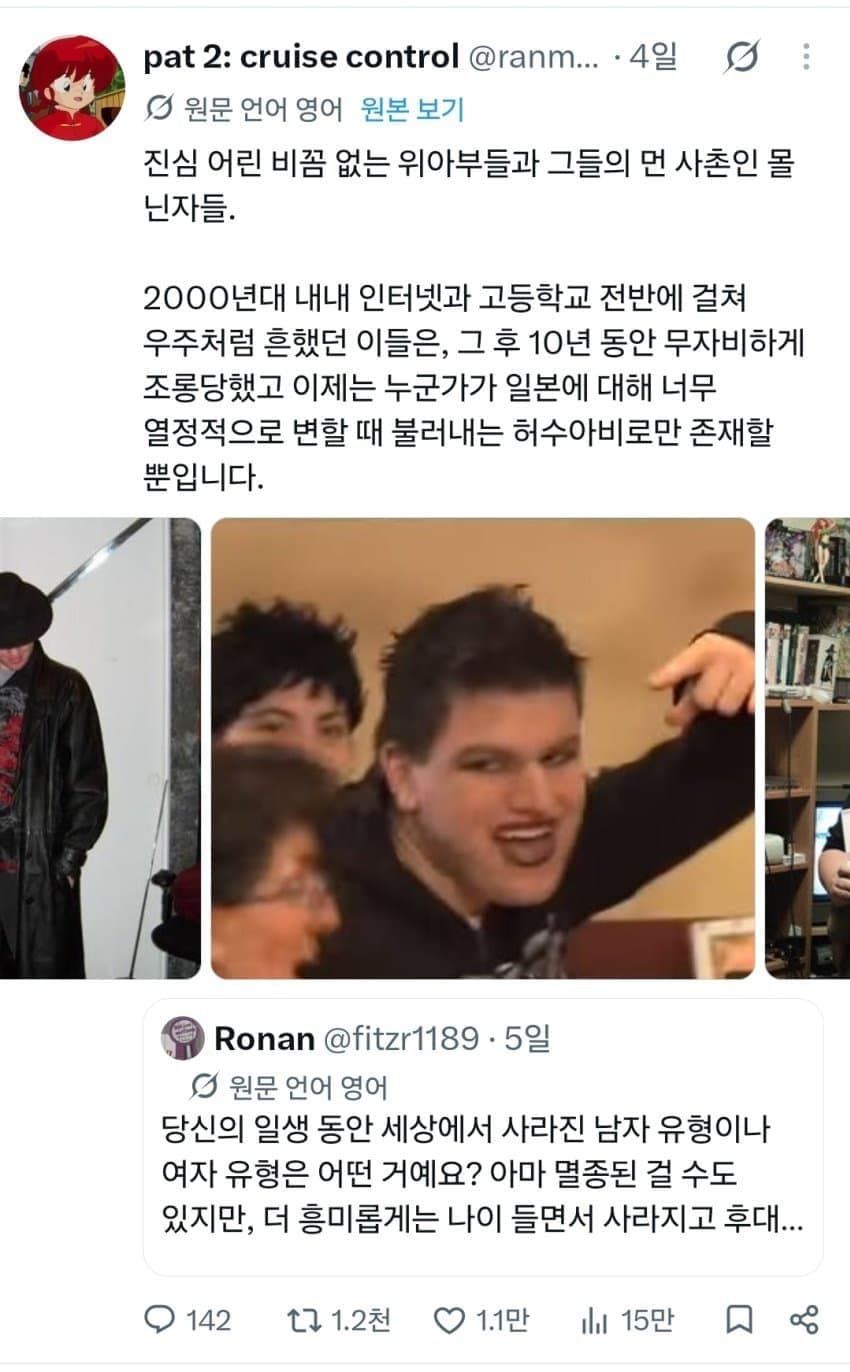 pat 2: cruise control @ranm... · 4일
원문 언어 영어 원본 보기
진심 어린 비꼼 없는 위아부들과 그들의 먼 사촌인 몰
닌자들.
2000년대 내내 인터넷과 고등학교 전반에 걸쳐
우주처럼 흔했던 이들은, 그 후 10년 동안 무자비하게
조롱당했고 이제는 누군가가 일본에 대해 너무
열정적으로 변할 때 불러내는 허수아비로만 존재할
뿐입니다.
Ronan @fitzr1189 · 5일
원문 언어 영어
당신의 일생 동안 세상에서 사라진 남자 유형이나
여자 유형은 어떤 거예요? 아마 멸종된 걸 수도
있지만, 더 흥미롭게는 나이 들면서 사라지고 후대...
142 1.2천 1.1만 15만